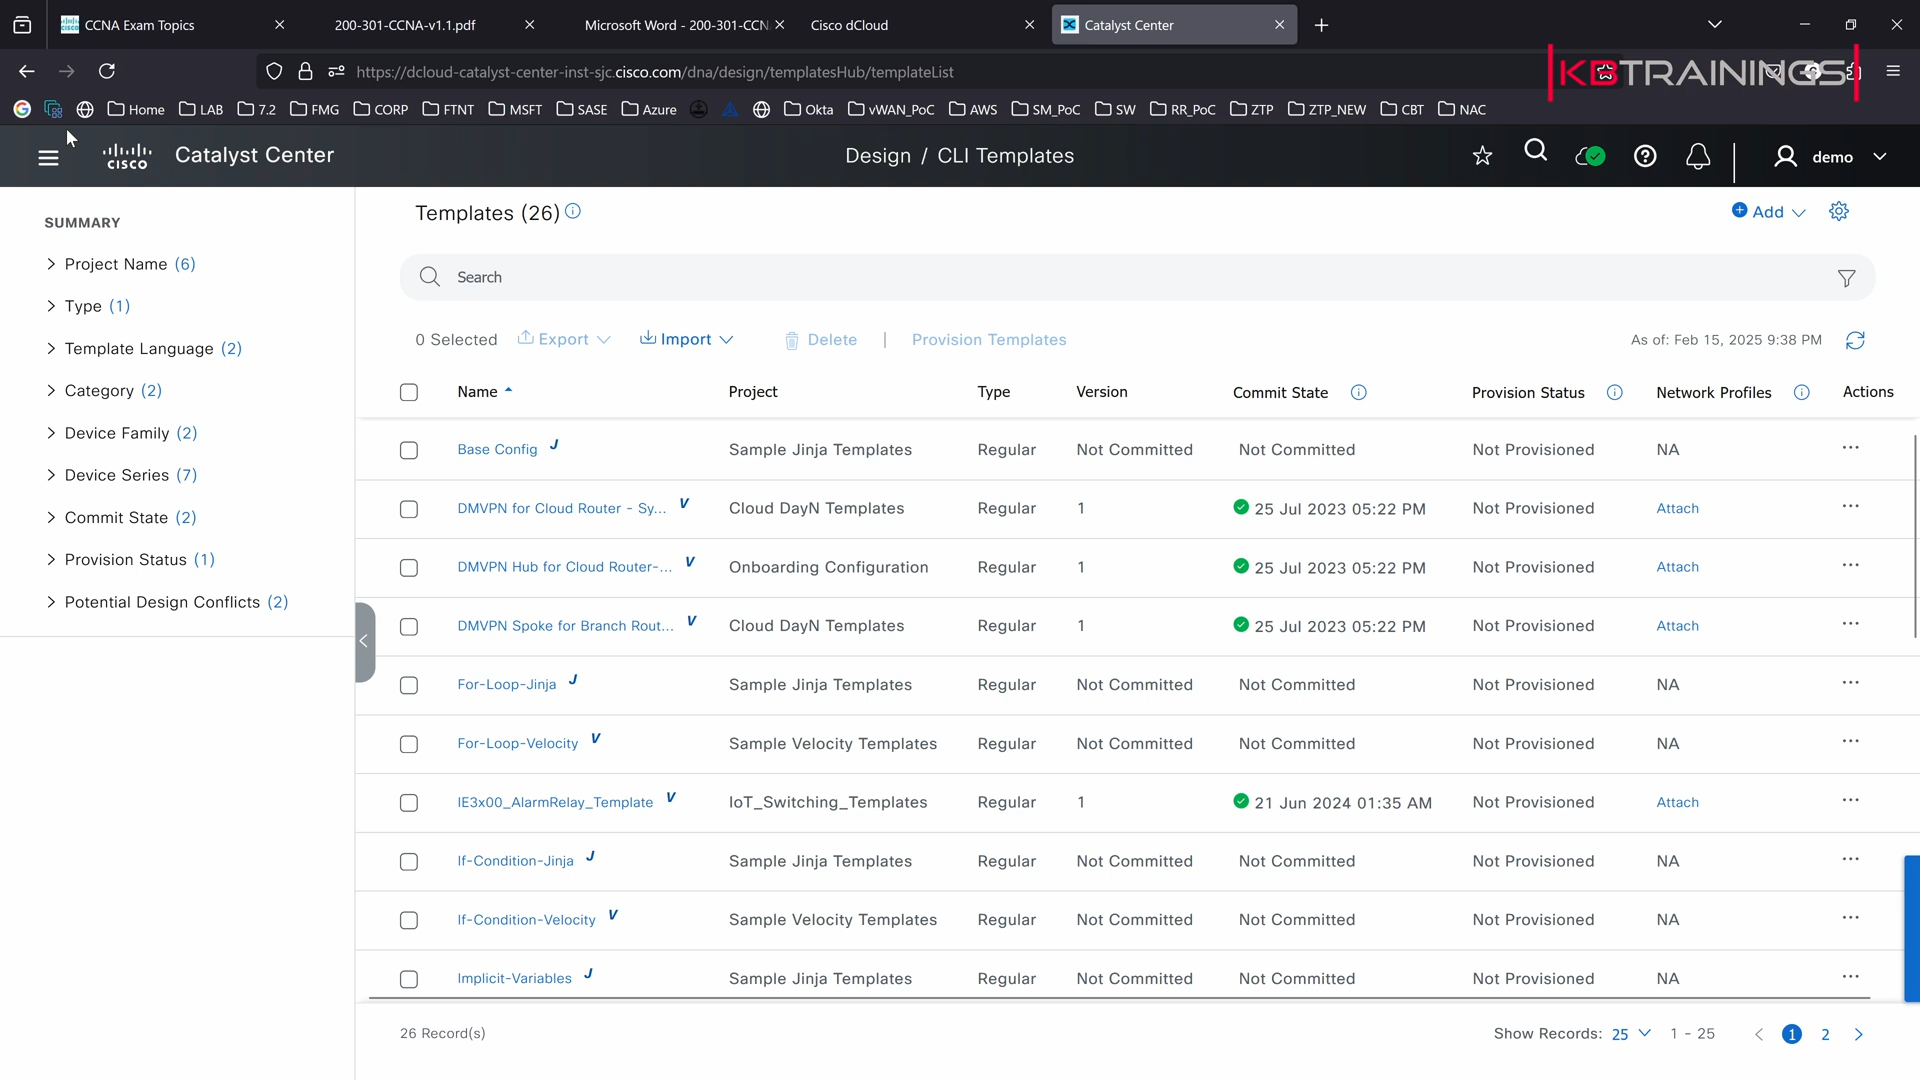 CCNA Exam Topics
200-301-CCNA-v1.1.pdf
Microsoft Word - 200-301-CCN
Cisco dCloud
Catalyst Center
https://dcloud-catalyst-center-inst-sjc.cisco.com/dna/design/templatesHub/templateList
KBTRAININGS
Home LAB 7.2 FMG CORP FTNT MSFT SASE Azure Okta vWAN_PoC AWS SM_PoC SW RR_PoC ZTP ZTP_NEW CBT NAC
CISCO Catalyst Center
Design / CLI Templates
demo
SUMMARY
Project Name (6)
Type (1)
Template Language (2)
Category (2)
Device Family (2)
Device Series (7)
Commit State (2)
Provision Status (1)
Potential Design Conflicts (2)
Templates (26)
Add
Search
0 Selected Export Import Delete | Provision Templates As of: Feb 15, 2025 9:38 PM
Name Project Type Version Commit State Provision Status Network Profiles Actions
Base Config J Sample Jinja Templates Regular Not Committed Not Committed Not Provisioned NA ...
DMVPN for Cloud Router - Sy... V Cloud DayN Templates Regular 1 25 Jul 2023 05:22 PM Not Provisioned Attach ...
DMVPN Hub for Cloud Router-... V Onboarding Configuration Regular 1 25 Jul 2023 05:22 PM Not Provisioned Attach ...
DMVPN Spoke for Branch Rout... V Cloud DayN Templates Regular 1 25 Jul 2023 05:22 PM Not Provisioned Attach ...
For-Loop-Jinja J Sample Jinja Templates Regular Not Committed Not Committed Not Provisioned NA ...
For-Loop-Velocity V Sample Velocity Templates Regular Not Committed Not Committed Not Provisioned NA ...
IE3x00_AlarmRelay_Template V IoT_Switching_Templates Regular 1 21 Jun 2024 01:35 AM Not Provisioned Attach ...
If-Condition-Jinja J Sample Jinja Templates Regular Not Committed Not Committed Not Provisioned NA ...
If-Condition-Velocity V Sample Velocity Templates Regular Not Committed Not Committed Not Provisioned NA ...
Implicit-Variables J Sample Jinja Templates Regular Not Committed Not Committed Not Provisioned NA ...
26 Record(s)
Show Records: 25 1 - 25 1 2